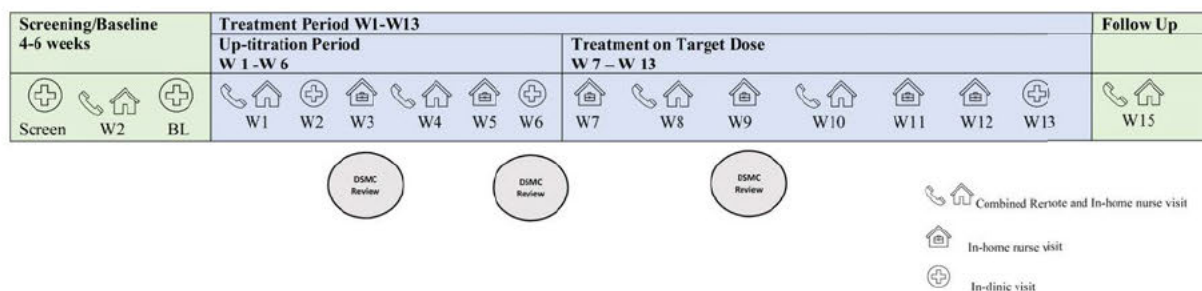 Screening/Baseline
4-6 weeks
Treatment Period W1-W13
Follow Up
Up-titration Period
W 1 -W 6
Treatment on Target Dose
W 7 – W 13
Screen W2 BL W1 W2 W3 W4 W5 W6 W7 W8 W9 W10 W11 W12 W13 W15
DSMC
Review
DSMC
Review
DSMC
Review
Combined Remote and In-home nurse visit
In-home nurse visit
In-clinic visit